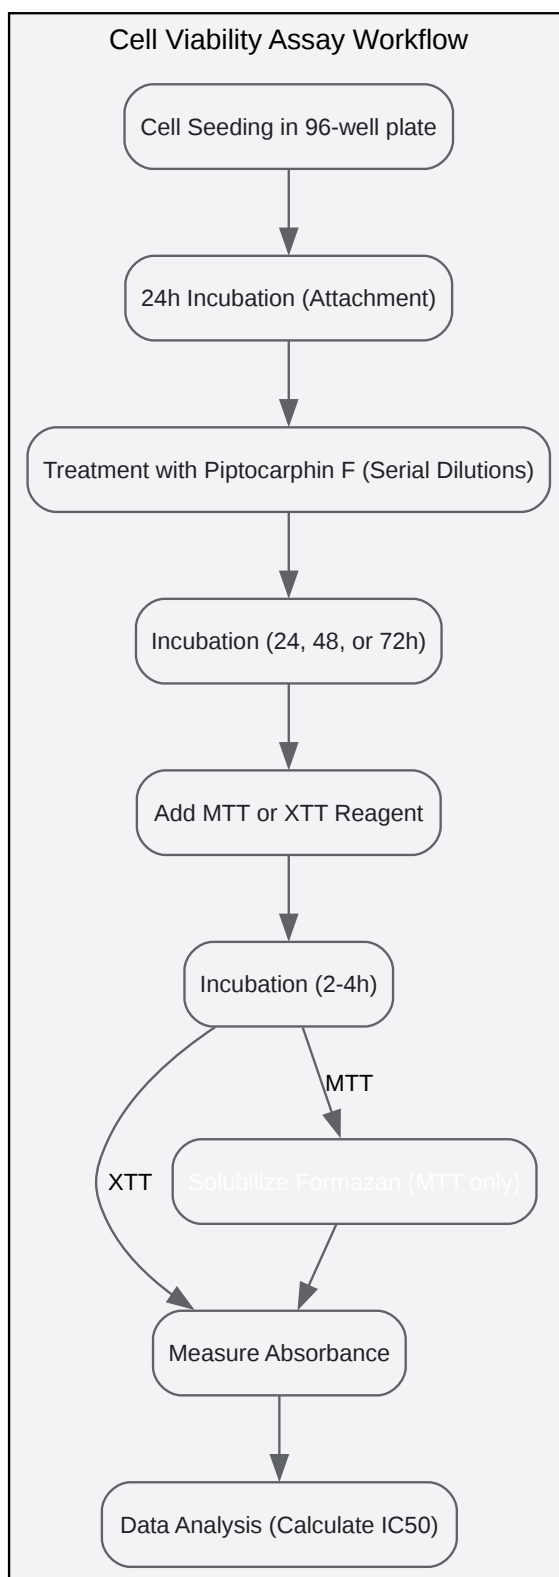 Cell Viability Assay Workflow
Cell Seeding in 96-well plate
24h Incubation (Attachment)
Treatment with Piptocarphin F (Serial Dilutions)
Incubation (24, 48, or 72h)
Add MTT or XTT Reagent
Incubation (2-4h)
MTT
XTT
Solubilize Formazan (MTT only)
Measure Absorbance
Data Analysis (Calculate IC50)